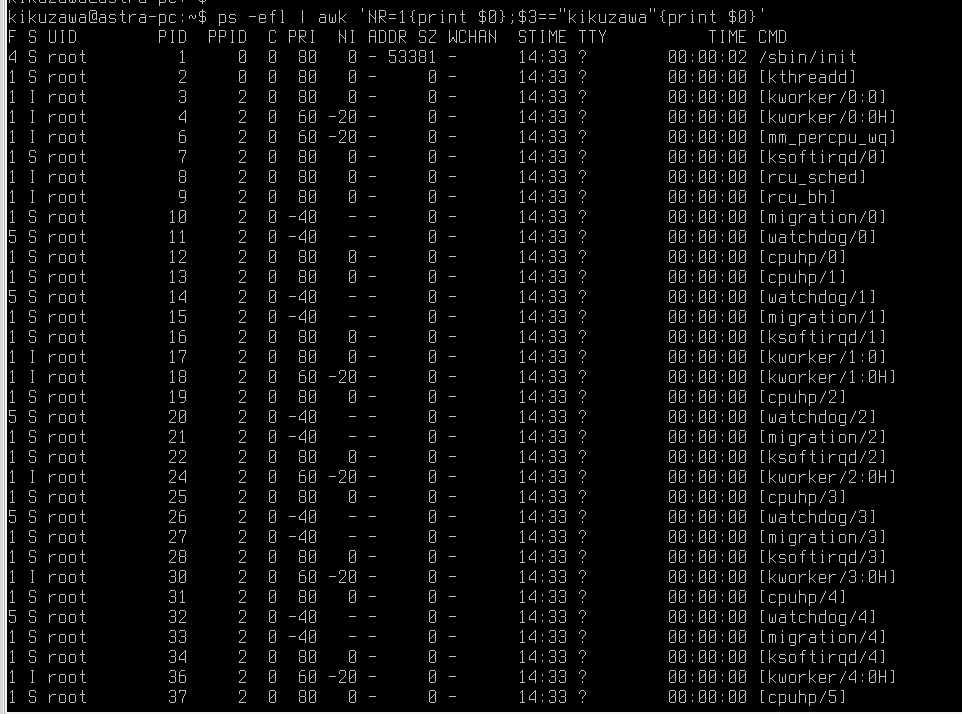 kikuzawa@astra-pc:~$
kikuzawa@astra-pc:~$ ps -efl | awk 'NR=1{print $0};$3=="kikuzawa"{print $0}'
F S UID        PID  PPID  C PRI  NI ADDR SZ WCHAN  STIME TTY          TIME CMD
4 S root         1     0  0  80   0 - 53381 -      14:33 ?        00:00:02 /sbin/init
1 S root         2     0  0  80   0 -     0 -      14:33 ?        00:00:00 [kthreadd]
1 I root         3     2  0  80   0 -     0 -      14:33 ?        00:00:00 [kworker/0:0]
1 I root         4     2  0  60 -20 -     0 -      14:33 ?        00:00:00 [kworker/0:0H]
1 I root         6     2  0  60 -20 -     0 -      14:33 ?        00:00:00 [mm_percpu_wq]
1 S root         7     2  0  80   0 -     0 -      14:33 ?        00:00:00 [ksoftirqd/0]
1 I root         8     2  0  80   0 -     0 -      14:33 ?        00:00:00 [rcu_sched]
1 I root         9     2  0  80   0 -     0 -      14:33 ?        00:00:00 [rcu_bh]
1 S root        10     2  0 -40   - -     0 -      14:33 ?        00:00:00 [migration/0]
5 S root        11     2  0 -40   - -     0 -      14:33 ?        00:00:00 [watchdog/0]
1 S root        12     2  0  80   0 -     0 -      14:33 ?        00:00:00 [cpuhp/0]
1 S root        13     2  0  80   0 -     0 -      14:33 ?        00:00:00 [cpuhp/1]
5 S root        14     2  0 -40   - -     0 -      14:33 ?        00:00:00 [watchdog/1]
1 S root        15     2  0 -40   - -     0 -      14:33 ?        00:00:00 [migration/1]
1 S root        16     2  0  80   0 -     0 -      14:33 ?        00:00:00 [ksoftirqd/1]
1 I root        17     2  0  80   0 -     0 -      14:33 ?        00:00:00 [kworker/1:0]
1 I root        18     2  0  60 -20 -     0 -      14:33 ?        00:00:00 [kworker/1:0H]
1 S root        19     2  0  80   0 -     0 -      14:33 ?        00:00:00 [cpuhp/2]
5 S root        20     2  0 -40   - -     0 -      14:33 ?        00:00:00 [watchdog/2]
1 S root        21     2  0 -40   - -     0 -      14:33 ?        00:00:00 [migration/2]
1 S root        22     2  0  80   0 -     0 -      14:33 ?        00:00:00 [ksoftirqd/2]
1 I root        24     2  0  60 -20 -     0 -      14:33 ?        00:00:00 [kworker/2:0H]
1 S root        25     2  0  80   0 -     0 -      14:33 ?        00:00:00 [cpuhp/3]
5 S root        26     2  0 -40   - -     0 -      14:33 ?        00:00:00 [watchdog/3]
1 S root        27     2  0 -40   - -     0 -      14:33 ?        00:00:00 [migration/3]
1 S root        28     2  0  80   0 -     0 -      14:33 ?        00:00:00 [ksoftirqd/3]
1 I root        30     2  0  60 -20 -     0 -      14:33 ?        00:00:00 [kworker/3:0H]
1 S root        31     2  0  80   0 -     0 -      14:33 ?        00:00:00 [cpuhp/4]
5 S root        32     2  0 -40   - -     0 -      14:33 ?        00:00:00 [watchdog/4]
1 S root        33     2  0 -40   - -     0 -      14:33 ?        00:00:00 [migration/4]
1 S root        34     2  0  80   0 -     0 -      14:33 ?        00:00:00 [ksoftirqd/4]
1 I root        36     2  0  60 -20 -     0 -      14:33 ?        00:00:00 [kworker/4:0H]
1 S root        37     2  0  80   0 -     0 -      14:33 ?        00:00:00 [cpuhp/5]